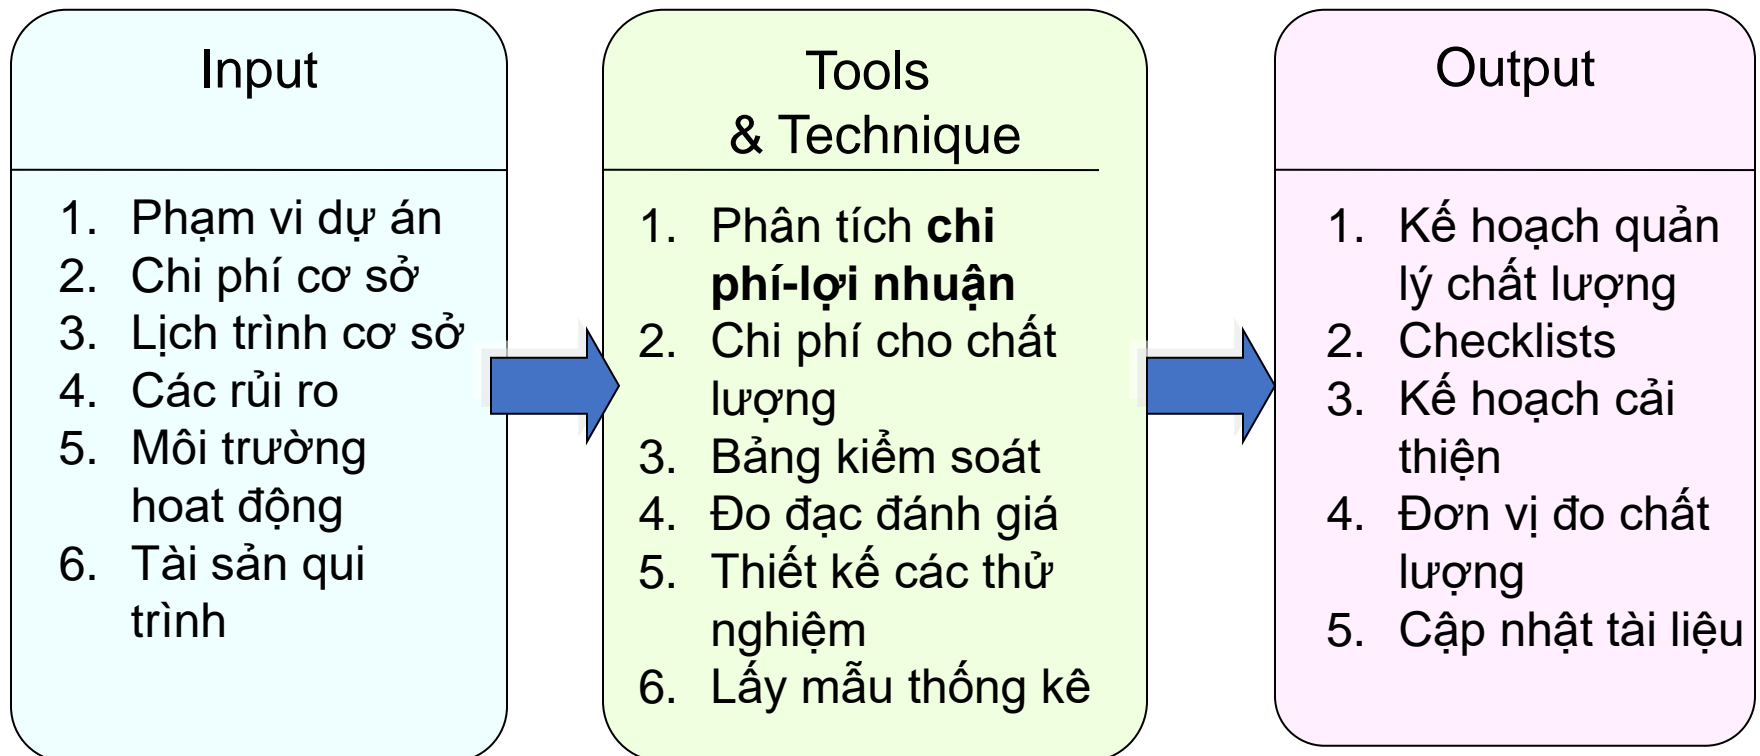 Input
1. Phạm vi dự án
2. Chi phí cơ sở
3. Lịch trình cơ sở
4. Các rủi ro
5. Môi trường
hoat động
6. Tài sản qui
trình
Tools
& Technique
1. Phân tích chi
phí-lợi nhuận
2. Chi phí cho chất
lượng
3. Bảng kiểm soát
4. Đo đạc đánh giá
5. Thiết kế các thử
nghiệm
6. Lấy mẫu thống kê
Output
1. Kế hoạch quản
lý chất lượng
2. Checklists
3. Kế hoạch cải
thiện
4. Đơn vị đo chất
lượng
5. Cập nhật tài liệu